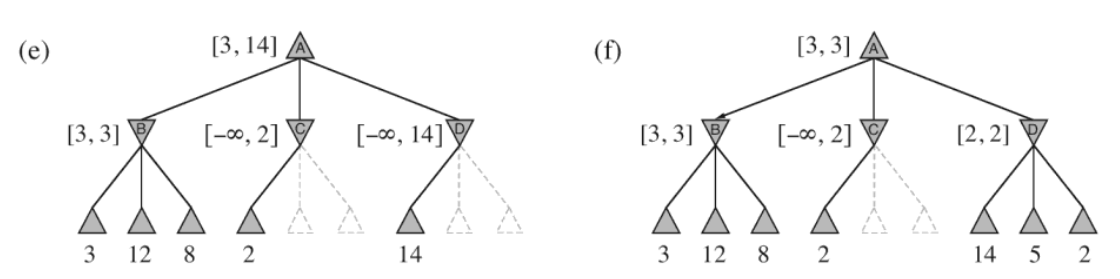 (e)
[3, 14] A
[3, 3] B [−∞, 2] C [−∞, 14] D
3 12 8 2 14
(f)
[3, 3] A
[3, 3] B [−∞, 2] C [2, 2] D
3 12 8 2 14 5 2